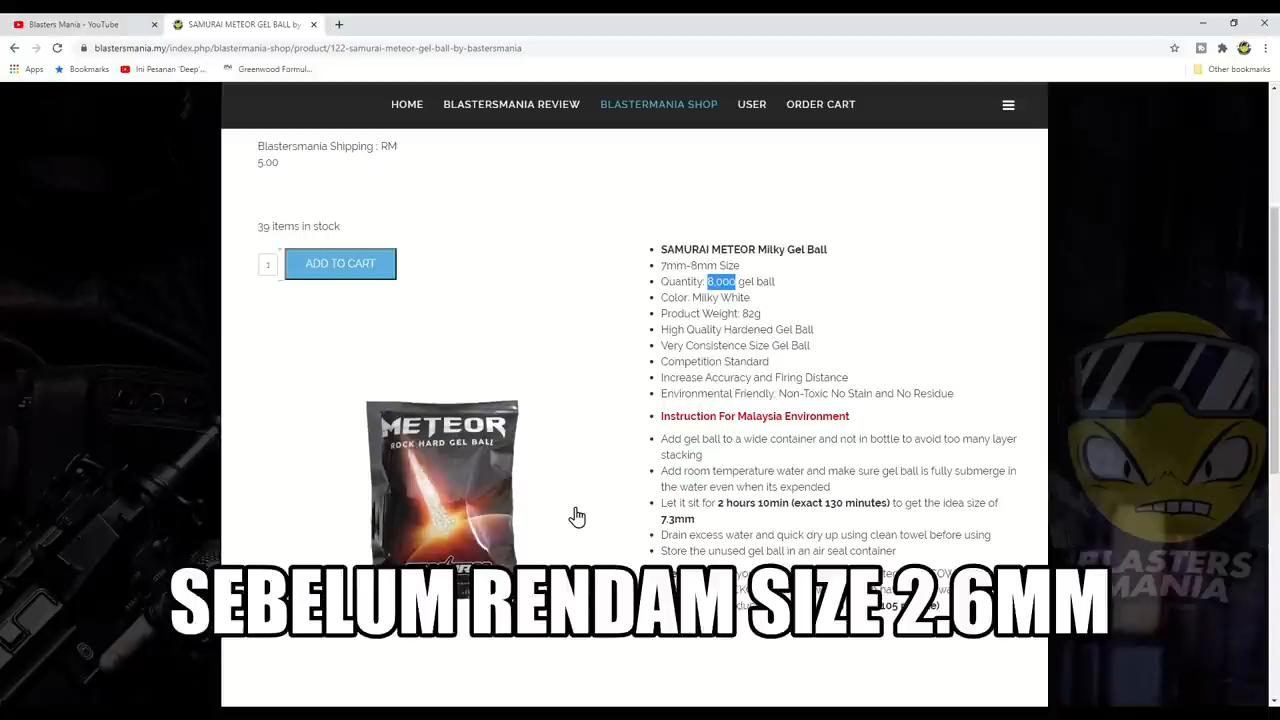 Blasters Mania - YouTube
SAMURAI METEOR GEL BALL by
blastersmania.my/index.php/blastermania-shop/product/122-samurai-meteor-gel-ball-by-bastersmania
Apps
Bookmarks
Ini Pesanan 'Deep'...
Greenwood Formul...
Other bookmarks
HOME
BLASTERSMANIA REVIEW
BLASTERMANIA SHOP
USER
ORDER CART
Blastersmania Shipping : RM
5.00
39 items in stock
1
ADD TO CART
SAMURAI METEOR Milky Gel Ball
7mm-8mm Size
Quantity: 8,000 gel ball
Color: Milky White
Product Weight: 82g
High Quality Hardened Gel Ball
Very Consistence Size Gel Ball
Competition Standard
Increase Accuracy and Firing Distance
Environmental Friendly, Non-Toxic No Stain and No Residue
Instruction For Malaysia Environment
Add gel ball to a wide container and not in bottle to avoid too many layer
stacking
Add room temperature water and make sure gel ball is fully submerge in
the water even when its expended
Let it sit for 2 hours 10min (exact 130 minutes) to get the idea size of
7.3mm
Drain excess water and quick dry up using clean towel before using
Store the unused gel ball in an air seal container
METEOR
ROCK HARD GEL BALL
SEBELUM RENDAM SIZE 2.6MM
BLASTERS
MANIA